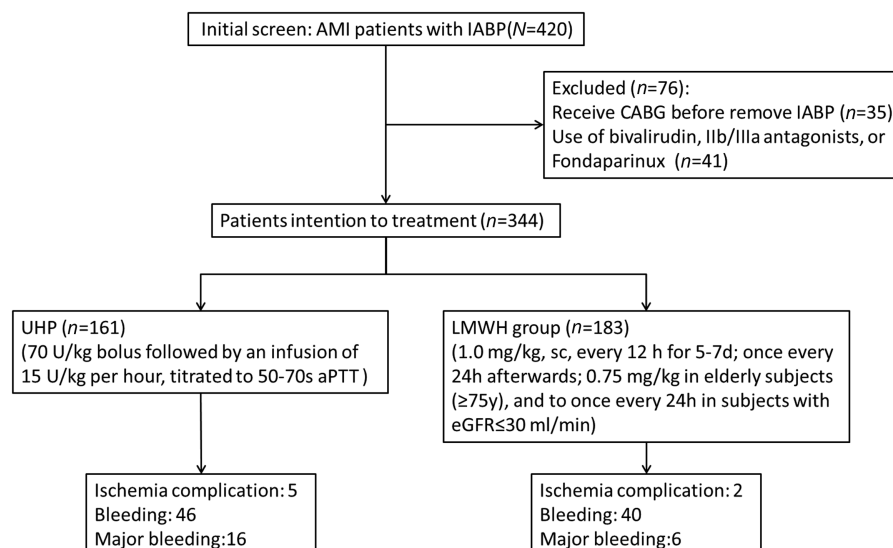 Initial screen: AMI patients with IABP(N=420)
Excluded (n=76):
Receive CABG before remove IABP (n=35)
Use of bivalirudin, IIb/IIIa antagonists, or
Fondaparinux (n=41)
Patients intention to treatment (n=344)
UHP (n=161)
(70 U/kg bolus followed by an infusion of
15 U/kg per hour, titrated to 50-70s aPTT )
LMWH group (n=183)
(1.0 mg/kg, sc, every 12 h for 5-7d; once every
24h afterwards; 0.75 mg/kg in elderly subjects
(≥75y), and to once every 24h in subjects with
eGFR≤30 ml/min)
Ischemia complication: 5
Bleeding: 46
Major bleeding:16
Ischemia complication: 2
Bleeding: 40
Major bleeding:6